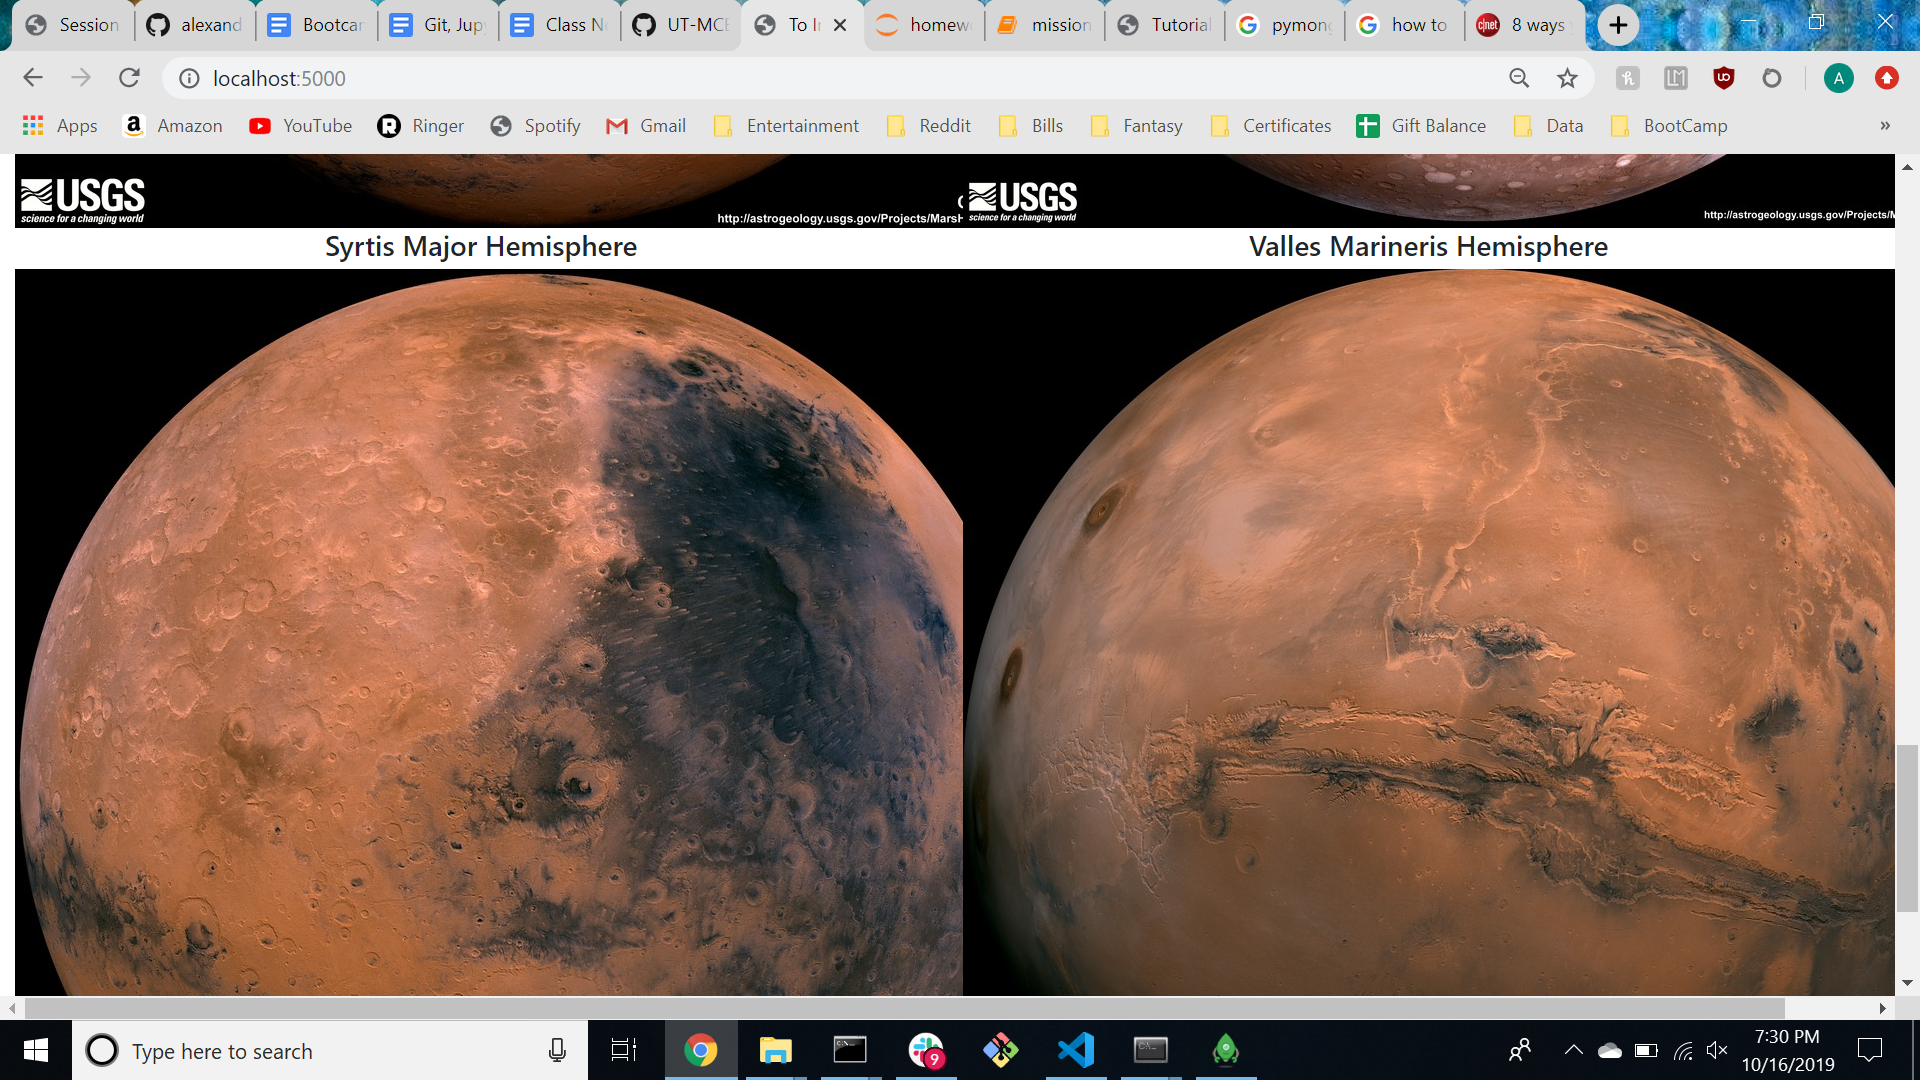 Session
alexand
Bootcar
Git, Jup
Class No
UT-MCB
To I
homew
mission
Tutorial
pymong
how to
c|net
8 ways
localhost:5000
A
Apps
Amazon
YouTube
Ringer
Spotify
Gmail
Entertainment
Reddit
Bills
Fantasy
Certificates
Gift Balance
Data
BootCamp
»
USGS
science for a changing world
http://astrogeology.usgs.gov/Projects/MarsH
USGS
science for a changing world
http://astrogeology.usgs.gov/Projects/M
Syrtis Major Hemisphere
Valles Marineris Hemisphere
Type here to search
9
7:30 PM
10/16/2019